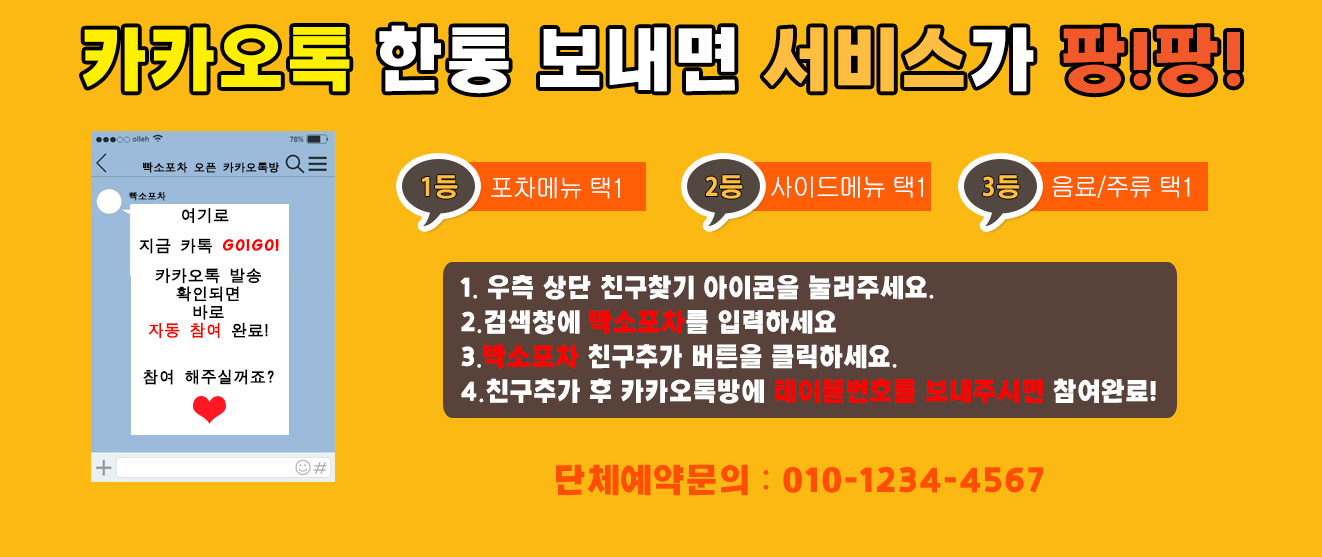 카카오톡 한통 보내면 서비스가 팡!팡!
●●●○○ olleh 78%
빡소포차 오픈 카카오톡방
빡소포차
여기로
지금 카톡 GO!GO!
카카오톡 발송
확인되면
바로
자동 참여 완료!
참여 해주실꺼죠?
#
1등 포차메뉴 택1
2등 사이드메뉴 택1
3등 음료/주류 택1
1. 우측 상단 친구찾기 아이콘을 눌러주세요.
2.검색창에 빡소포차를 입력하세요
3.빡소포차 친구추가 버튼을 클릭하세요.
4.친구추가 후 카카오톡방에 테이블번호를 보내주시면 참여완료!
단체예약문의 : 010-1234-4567